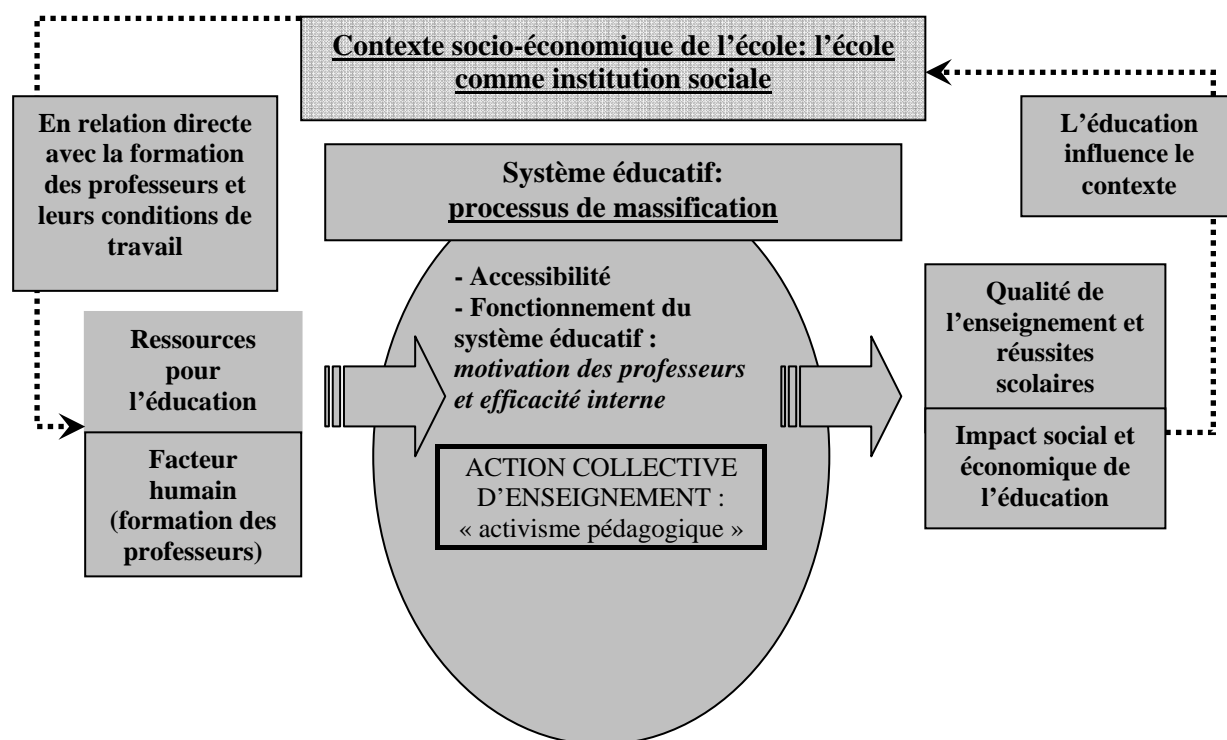 Contexte socio-économique de l’école: l’école
comme institution sociale
En relation directe
avec la formation
des professeurs et
leurs conditions de
travail
L’éducation
influence le
contexte
Système éducatif:
processus de massification
- Accessibilité
- Fonctionnement du
système éducatif :
motivation des professeurs
et efficacité interne
ACTION COLLECTIVE
D’ENSEIGNEMENT :
« activisme pédagogique »
Ressources
pour
l’éducation
Facteur
humain
(formation des
professeurs)
Qualité de
l’enseignement et
réussites
scolaires
Impact social et
économique de
l’éducation